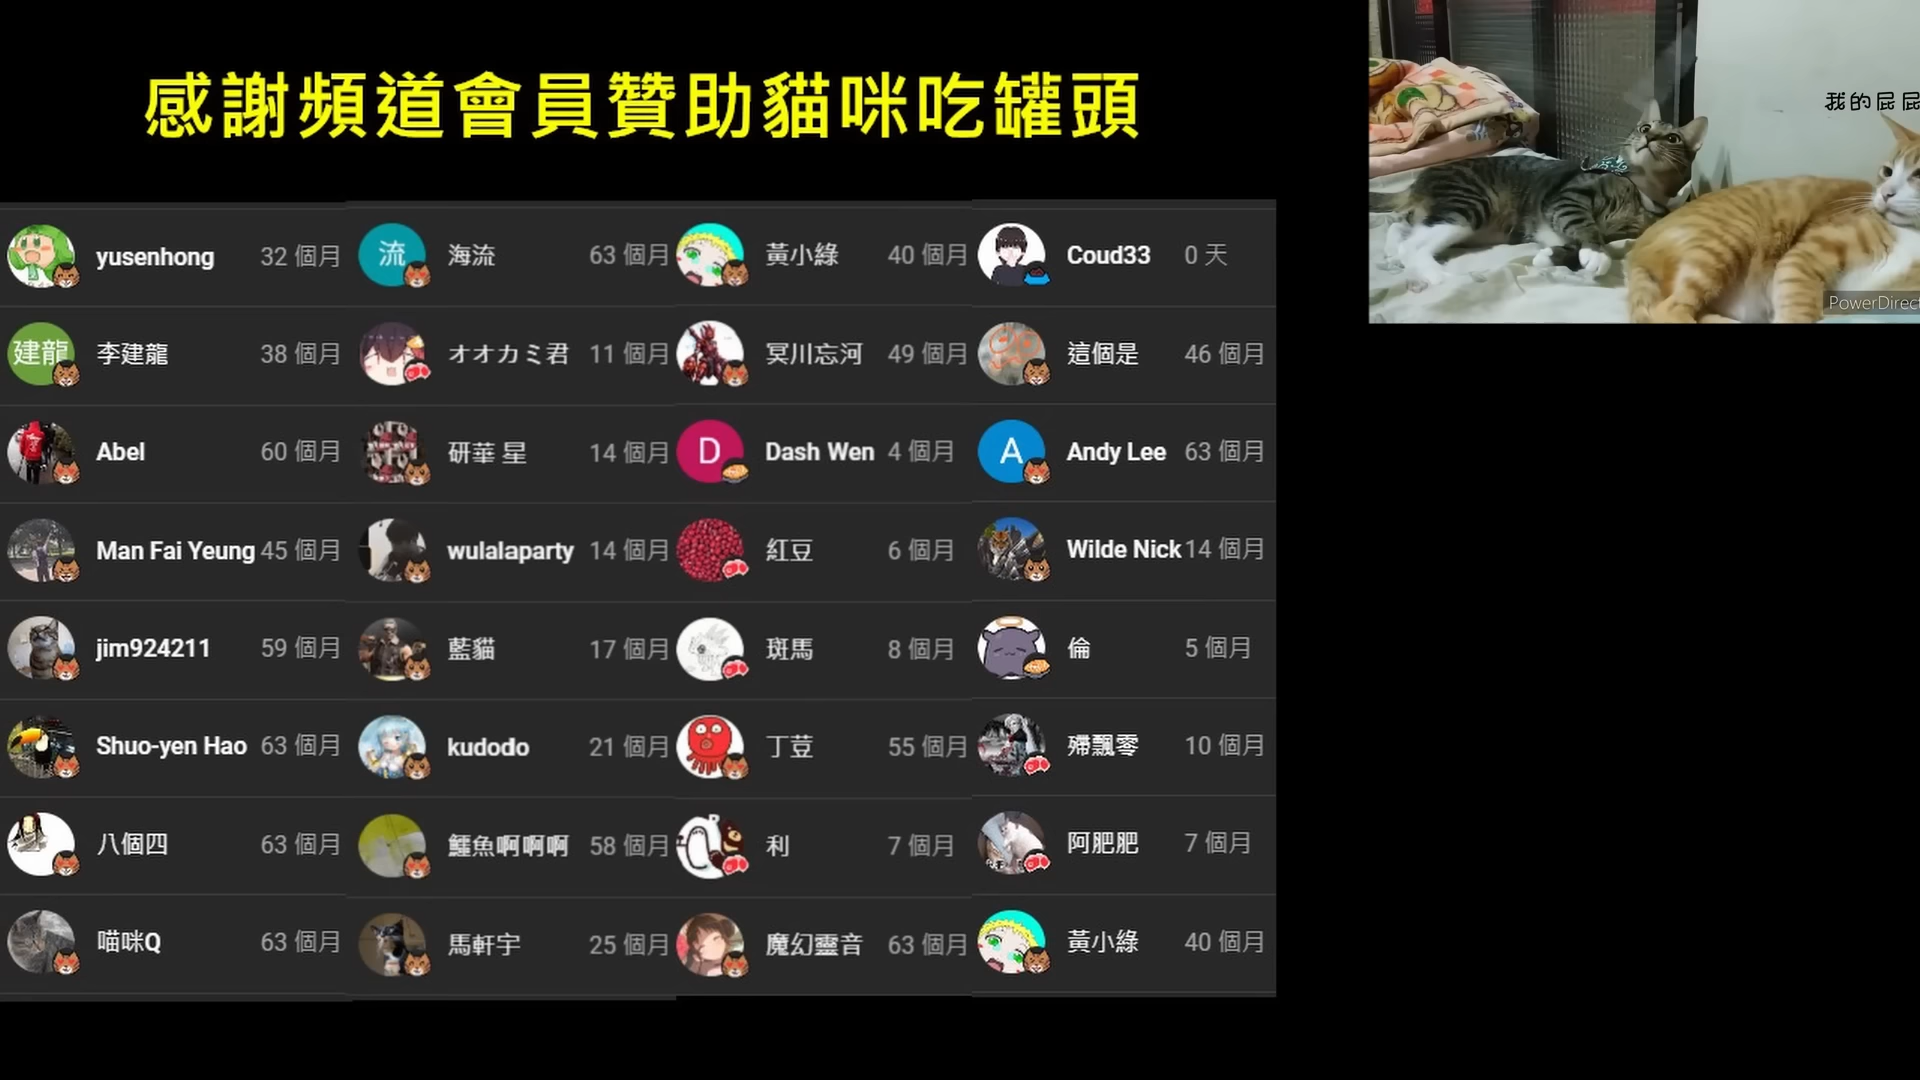 感謝頻道會員贊助貓咪吃罐頭
我的屁屁
yusenhong 32 個月 流 海流 63 個月 黃小綠 40 個月 Coud33 0 天
建龍 李建龍 38 個月 オオカミ君 11 個月 冥川忘河 49 個月 這個是 46 個月
Abel 60 個月 研華 星 14 個月 D Dash Wen 4 個月 A Andy Lee 63 個月
Man Fai Yeung 45 個月 wulalaparty 14 個月 紅豆 6 個月 Wilde Nick 14 個月
jim924211 59 個月 藍貓 17 個月 斑馬 8 個月 倫 5 個月
Shuo-yen Hao 63 個月 kudodo 21 個月 丁荳 55 個月 飄零 10 個月
八個四 63 個月 鱷魚啊啊啊 58 個月 利 7 個月 阿肥肥 7 個月
喵咪Q 63 個月 馬軒宇 25 個月 魔幻靈音 63 個月 黃小綠 40 個月
PowerDirect